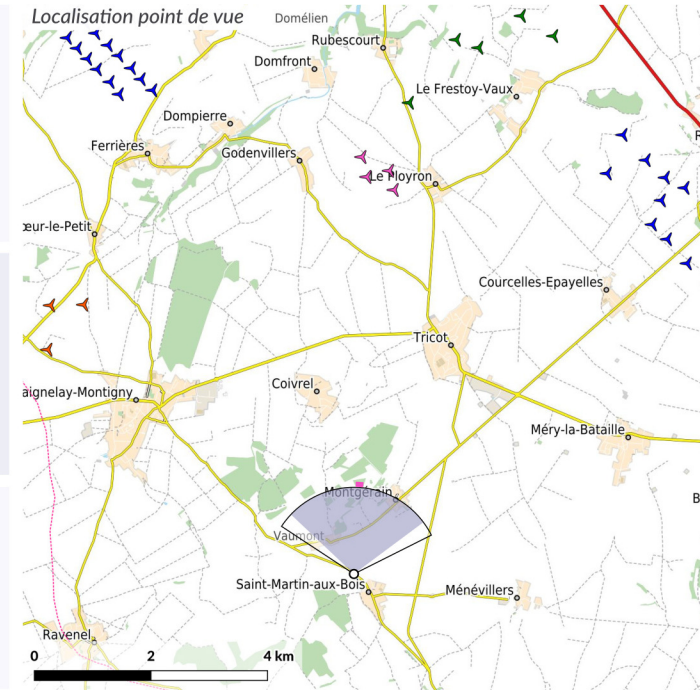 Localisation point de vue
Domélien
Rubescourt
Domfront
Le Frestoy-Vaux
Dompierre
Ferrières
Godenvillers
Le Ployron
œur-le-Petit
Courcelles-Epayelles
Tricot
Coivrel
aignelay-Montigny
Méry-la-Bataille
Montgérain
Vaumont
Saint-Martin-aux-Bois
Ménévillers
Ravenel
0 2 4 km
R
B